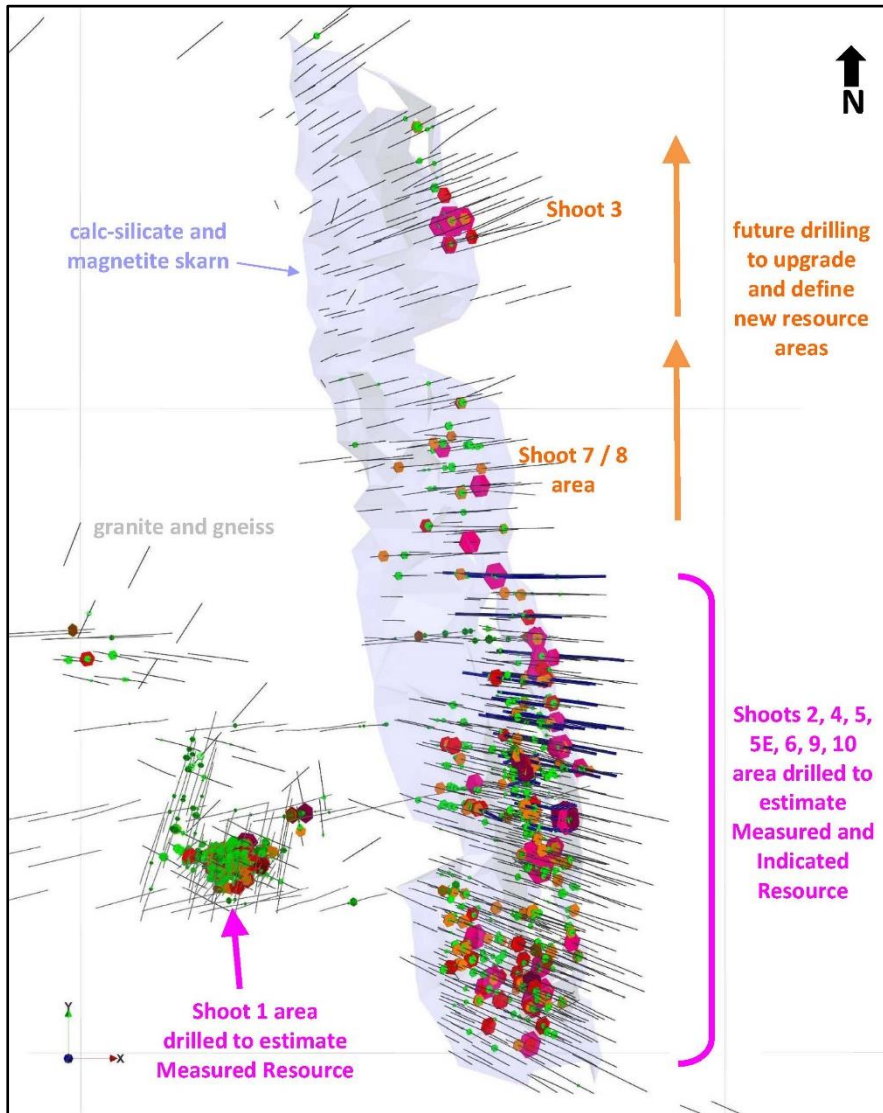 N
Shoot 3
calc-silicate and
magnetite skarn
future drilling
to upgrade
and define
new resource
areas
Shoot 7 / 8
area
granite and gneiss
Shoots 2, 4, 5,
5E, 6, 9, 10
area drilled to
estimate
Measured and
Indicated
Resource
Shoot 1 area
drilled to estimate
Measured Resource
Y
X